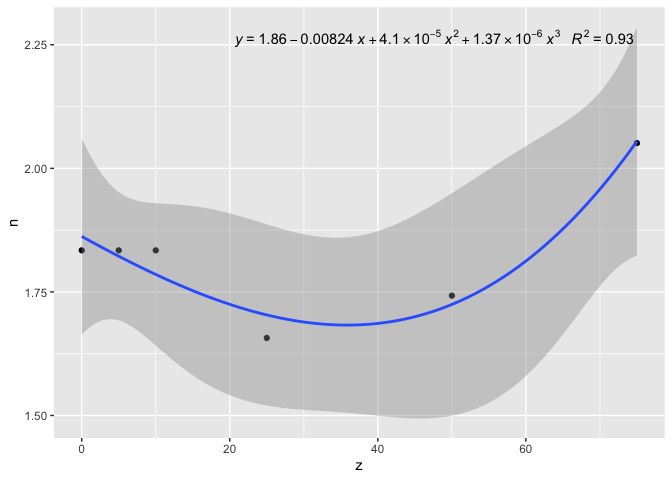 y = 1.86 − 0.00824 x + 4.1 × 10⁻⁵ x² + 1.37 × 10⁻⁶ x³ R² = 0.93
2.25
2.00
1.75
1.50
n
0 20 40 60
z